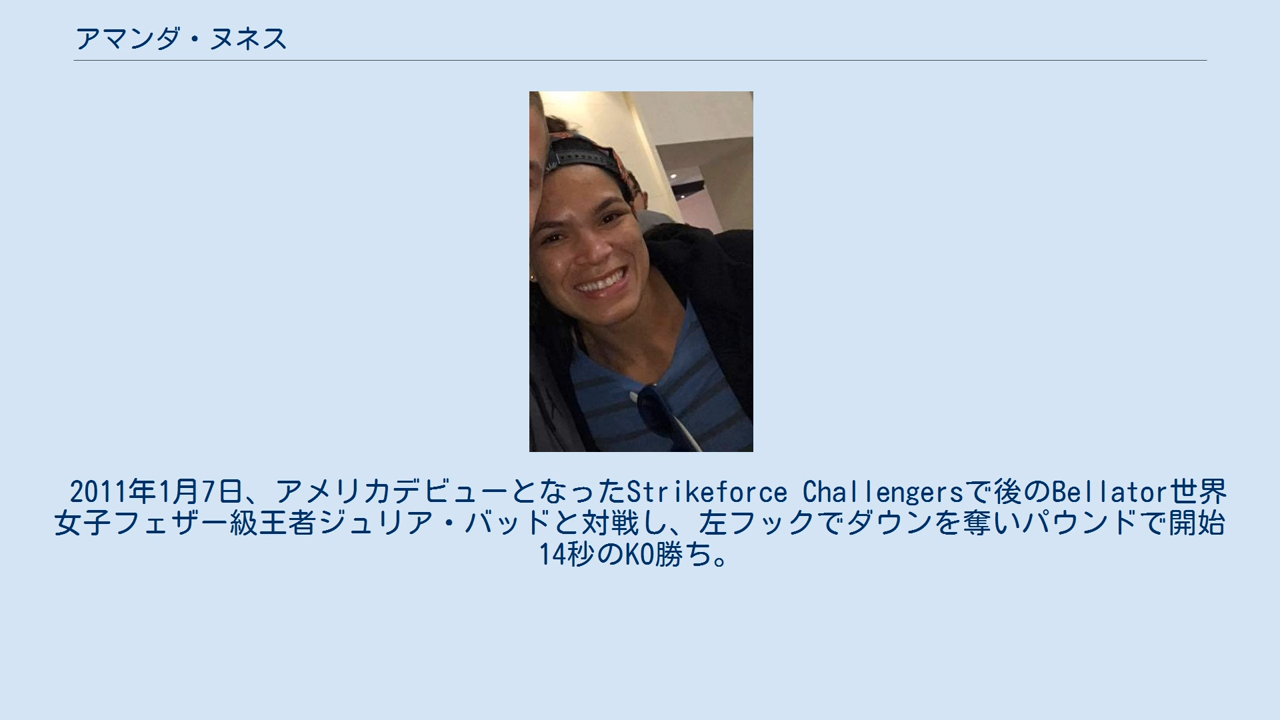 アマンダ・ヌネス
2011年1月7日、アメリカデビューとなったStrikeforce Challengersで後のBellator世界
女子フェザー級王者ジュリア・バッドと対戦し、左フックでダウンを奪いパウンドで開始
14秒のKO勝ち。